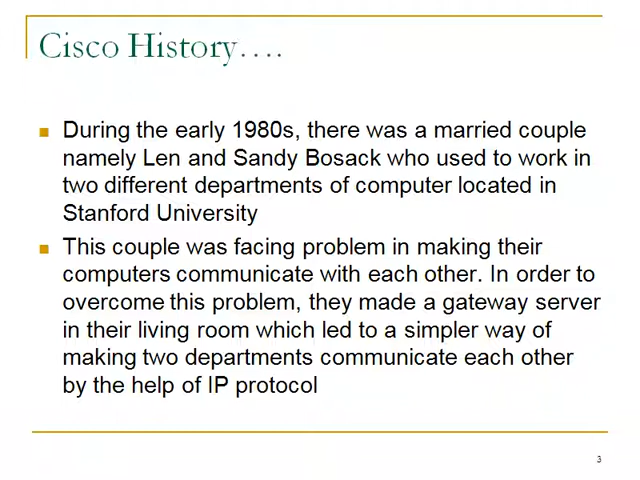 Cisco History….
During the early 1980s, there was a married couple
namely Len and Sandy Bosack who used to work in
two different departments of computer located in
Stanford University
This couple was facing problem in making their
computers communicate with each other. In order to
overcome this problem, they made a gateway server
in their living room which led to a simpler way of
making two departments communicate each other
by the help of IP protocol
3